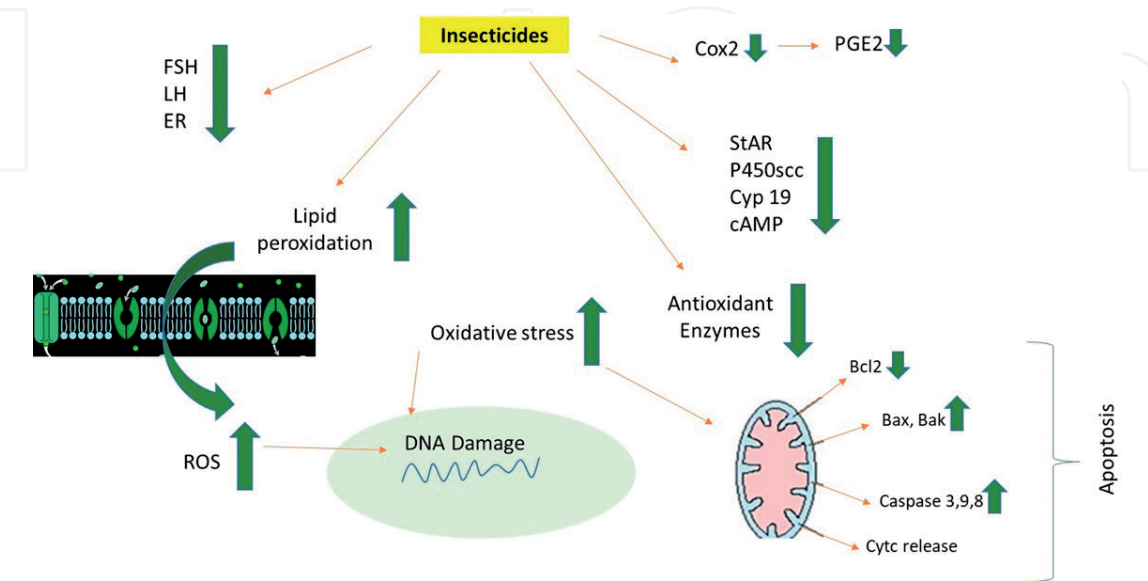 Insecticides
FSH
LH
ER
Cox2
PGE2
StAR
P450scc
Cyp 19
cAMP
Lipid
peroxidation
Antioxidant
Enzymes
Oxidative stress
Bcl2
Bax, Bak
Caspase 3,9,8
Cytc release
Apoptosis
ROS
DNA Damage